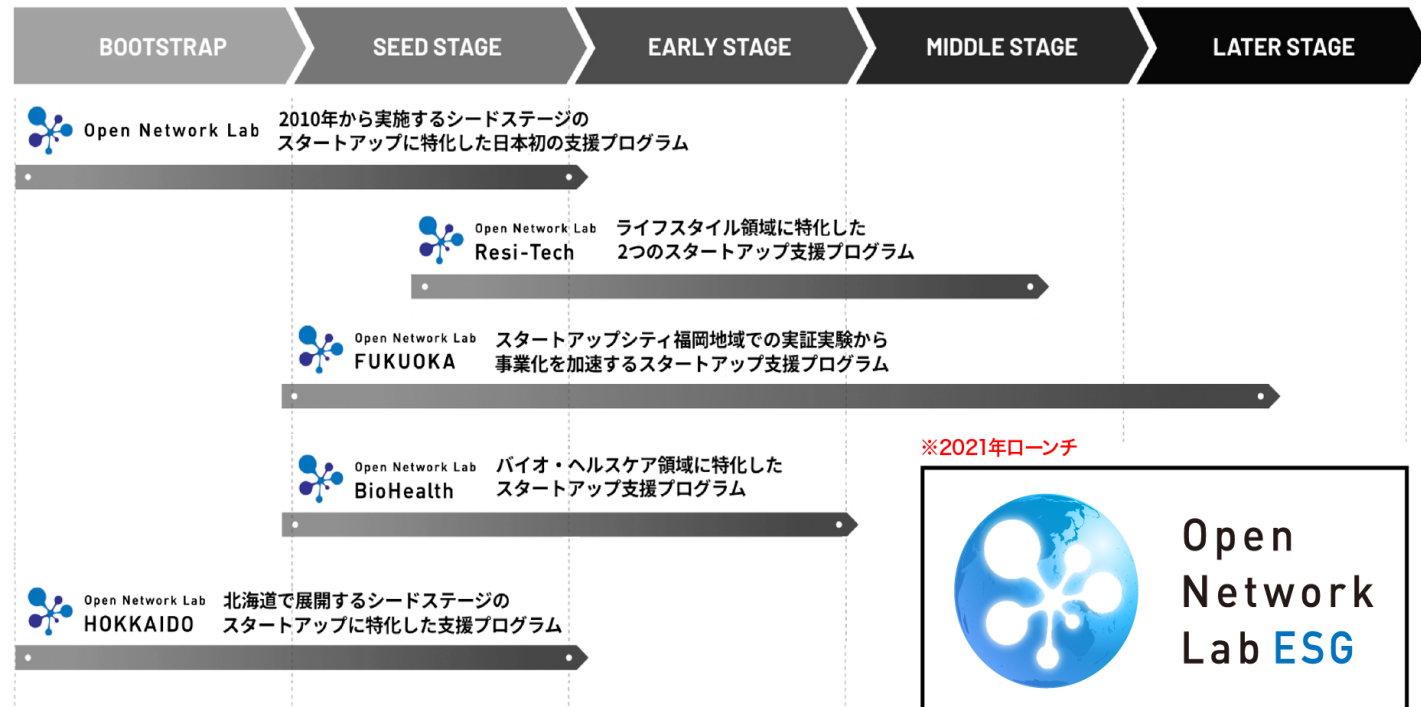 BOOTSTRAP
SEED STAGE
EARLY STAGE
MIDDLE STAGE
LATER STAGE
Open Network Lab
2010年から実施するシードステージの
スタートアップに特化した日本初の支援プログラム
Open Network Lab
Resi-Tech
ライフスタイル領域に特化した
2つのスタートアップ支援プログラム
Open Network Lab
FUKUOKA
スタートアップシティ福岡地域での実証実験から
事業化を加速するスタートアップ支援プログラム
Open Network Lab
BioHealth
バイオ・ヘルスケア領域に特化した
スタートアップ支援プログラム
Open Network Lab
HOKKAIDO
北海道で展開するシードステージの
スタートアップに特化した支援プログラム
※2021年ローンチ
Open
Network
Lab ESG